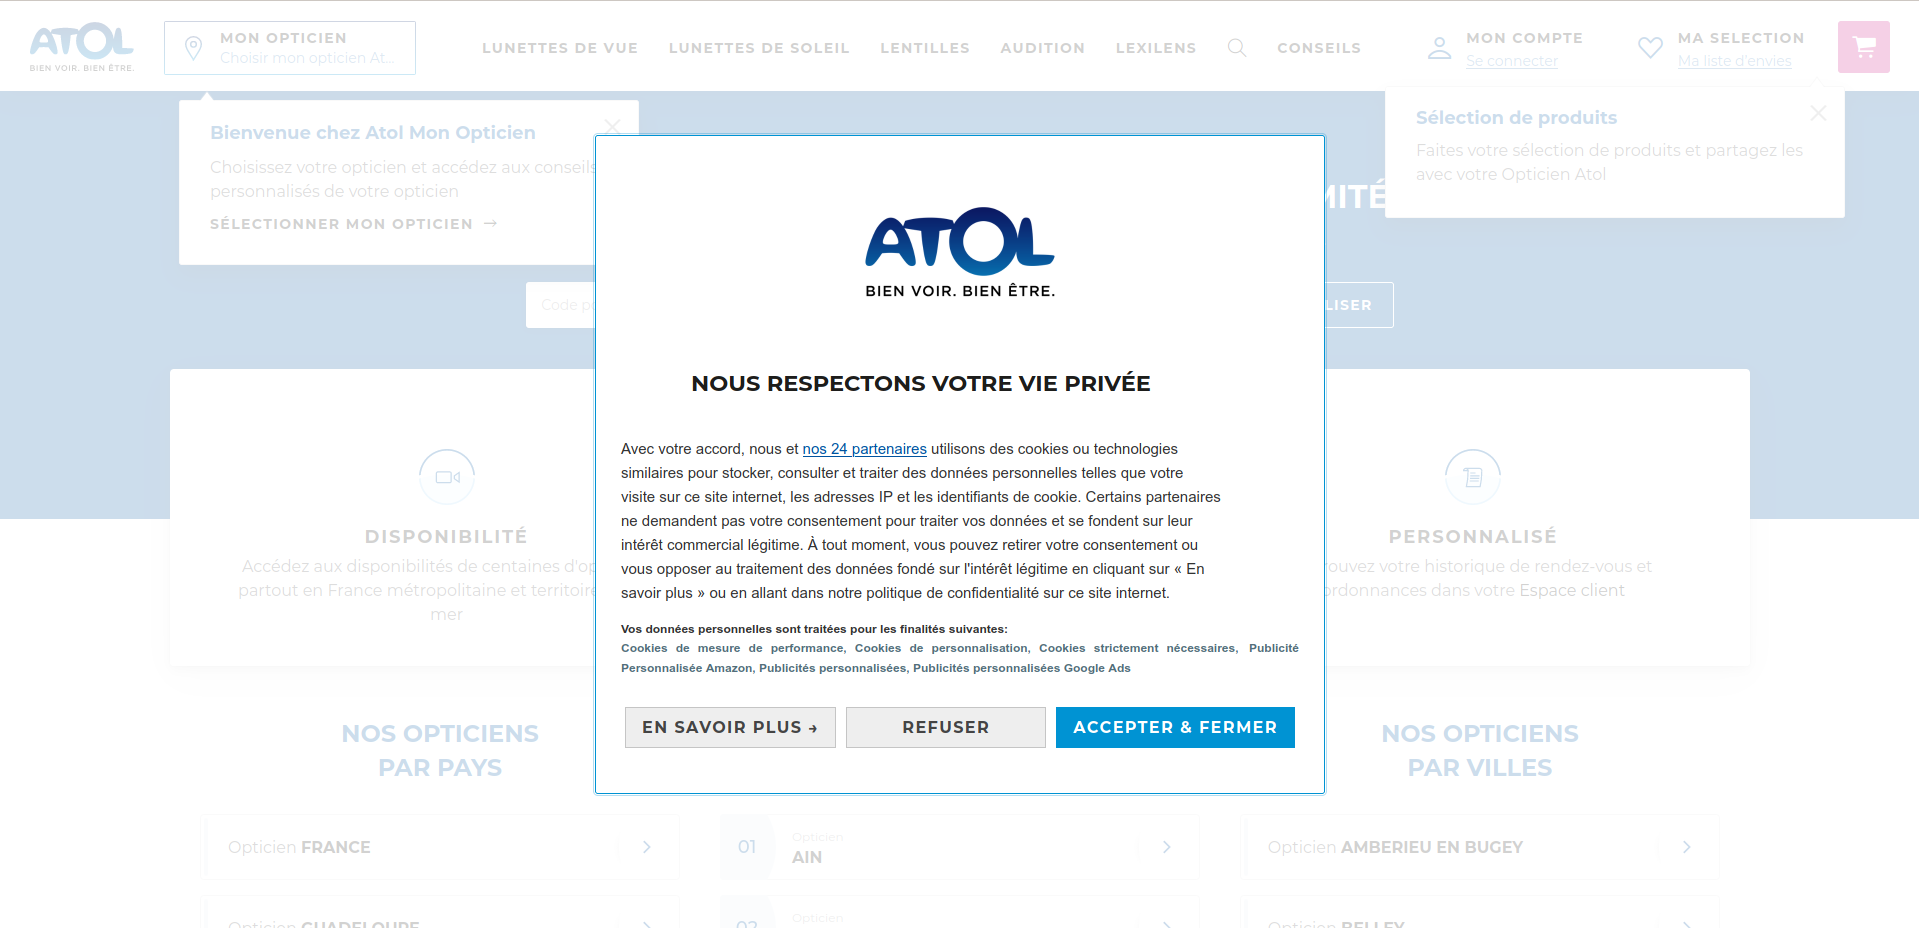 ATOL
BIEN VOIR. BIEN ÊTRE.
MON OPTICIEN
Choisir mon opticien At...
LUNETTES DE VUE
LUNETTES DE SOLEIL
LENTILLES
AUDITION
LEXILENS
CONSEILS
MON COMPTE
Se connecter
MA SELECTION
Ma liste d'envies
Bienvenue chez Atol Mon Opticien
Choisissez votre opticien et accédez aux conseils
personnalisés de votre opticien
SÉLECTIONNER MON OPTICIEN →
Sélection de produits
Faites votre sélection de produits et partagez les
avec votre Opticien Atol
Code
ATOL
BIEN VOIR. BIEN ÊTRE.
NOUS RESPECTONS VOTRE VIE PRIVÉE
Avec votre accord, nous et nos 24 partenaires utilisons des cookies ou technologies
similaires pour stocker, consulter et traiter des données personnelles telles que votre
visite sur ce site internet, les adresses IP et les identifiants de cookie. Certains partenaires
ne demandent pas votre consentement pour traiter vos données et se fondent sur leur
intérêt commercial légitime. À tout moment, vous pouvez retirer votre consentement ou
vous opposer au traitement des données fondé sur l'intérêt légitime en cliquant sur « En
savoir plus » ou en allant dans notre politique de confidentialité sur ce site internet.
Vos données personnelles sont traitées pour les finalités suivantes:
Cookies de mesure de performance, Cookies de personnalisation, Cookies strictement nécessaires, Publicité
Personnalisée Amazon, Publicités personnalisées, Publicités personnalisées Google Ads
EN SAVOIR PLUS →
REFUSER
ACCEPTER & FERMER
DISPONIBILITÉ
Accédez aux disponibilités de centaines d'op
partout en France métropolitaine et territoire
mer
PERSONNALISÉ
rouvez votre historique de rendez-vous et
ordonnances dans votre Espace client
NOS OPTICIENS
PAR PAYS
NOS OPTICIENS
PAR VILLES
Opticien FRANCE
01
Opticien
AIN
Opticien AMBERIEU EN BUGEY
Opticien GUADELOUPE
02
Opticien
Opticien BELLEY